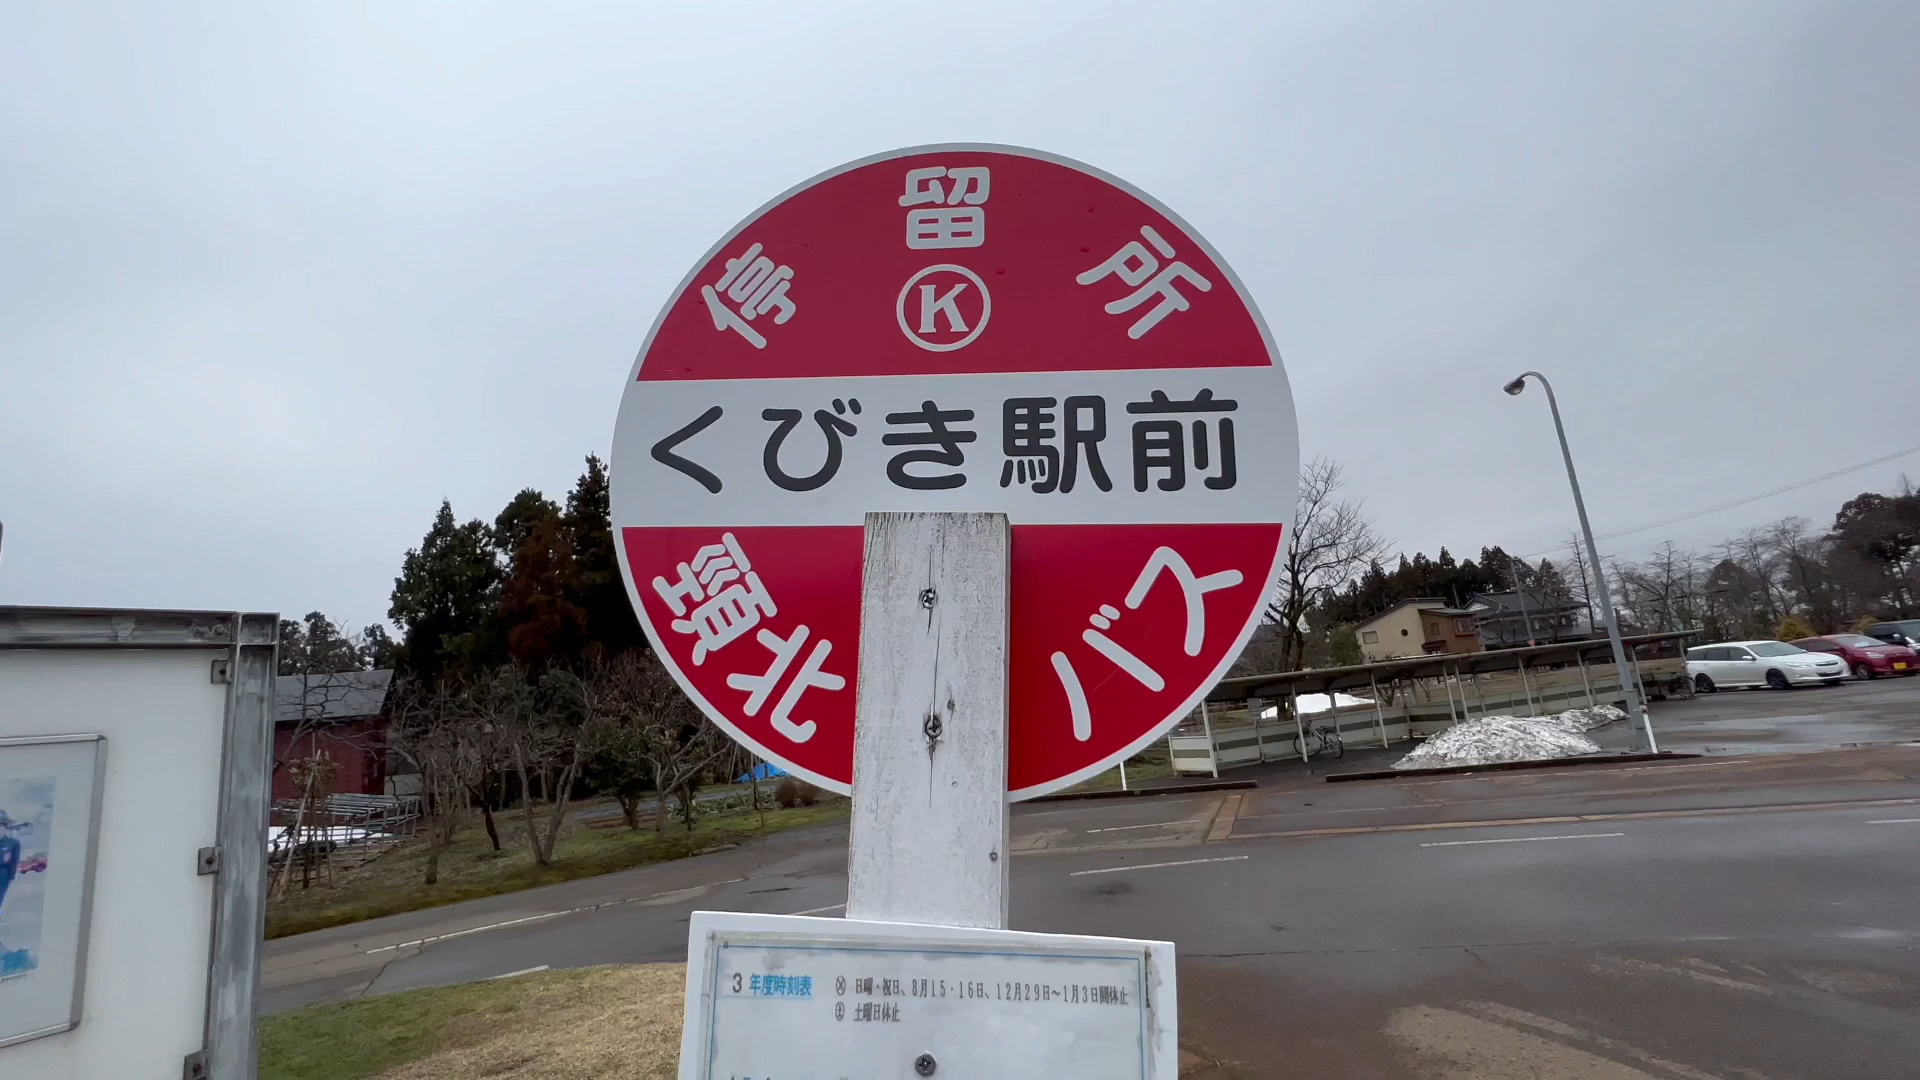 停留所
K
くびき駅前
頸北バス
3年度時刻表
㊡ 日曜・祝日、8月15・16日、12月29日～1月3日間休止
㊏ 土曜日休止